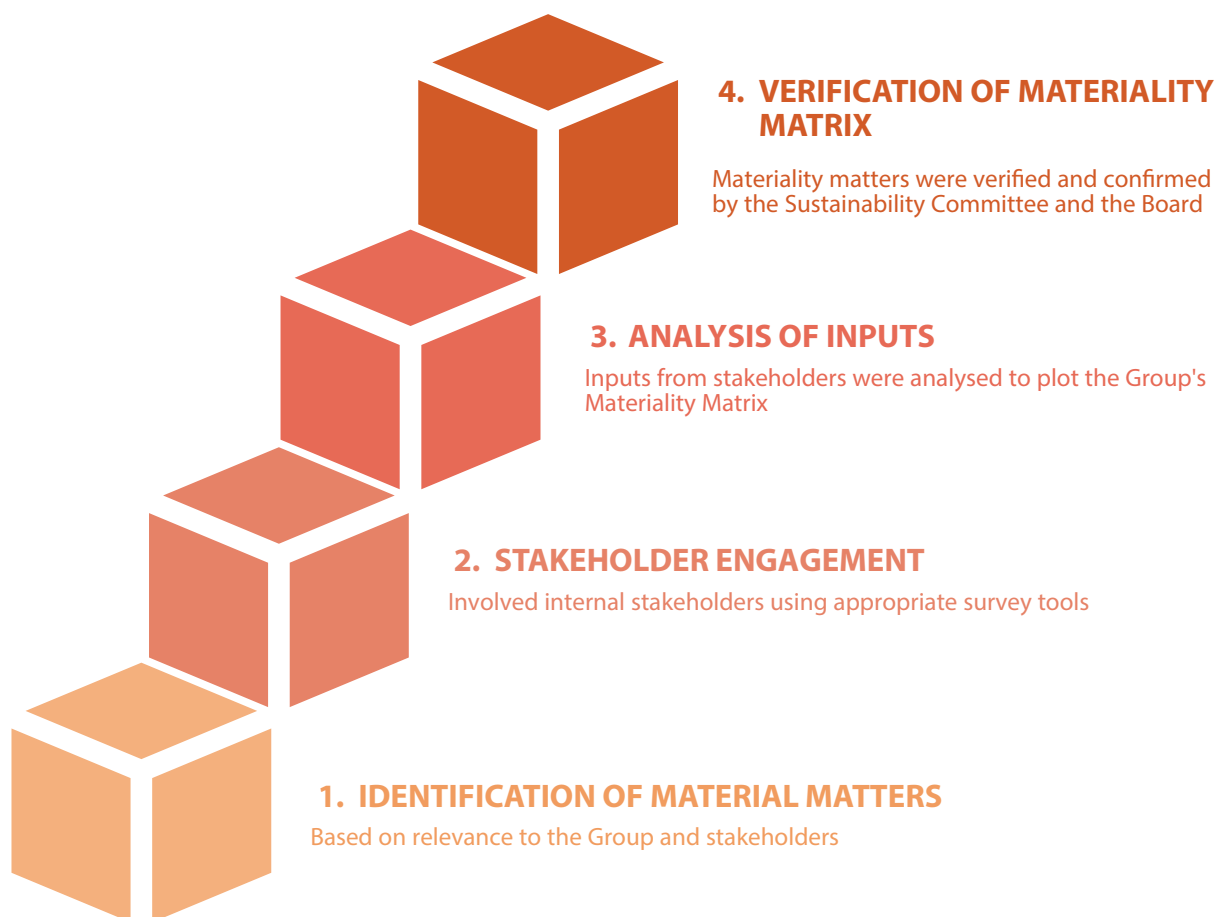 4. VERIFICATION OF MATERIALITY
MATRIX
Materiality matters were verified and confirmed
by the Sustainability Committee and the Board
3. ANALYSIS OF INPUTS
Inputs from stakeholders were analysed to plot the Group's
Materiality Matrix
2. STAKEHOLDER ENGAGEMENT
Involved internal stakeholders using appropriate survey tools
1. IDENTIFICATION OF MATERIAL MATTERS
Based on relevance to the Group and stakeholders